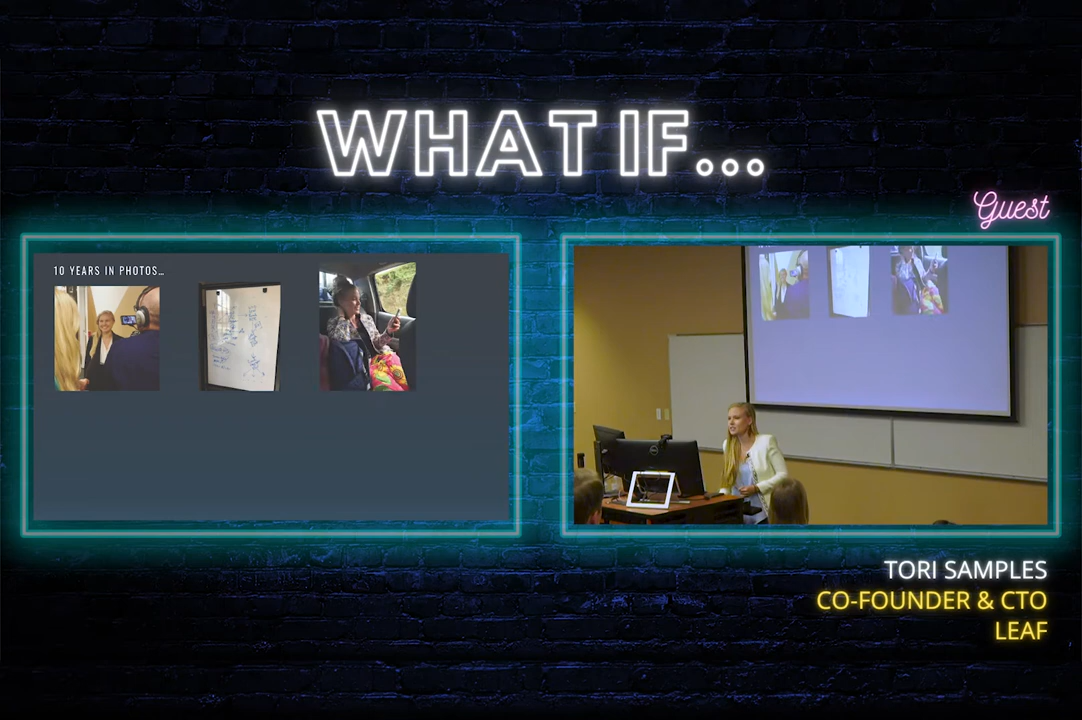 WHAT IF...
Guest
10 YEARS IN PHOTOS...
TORI SAMPLES
CO-FOUNDER & CTO
LEAF